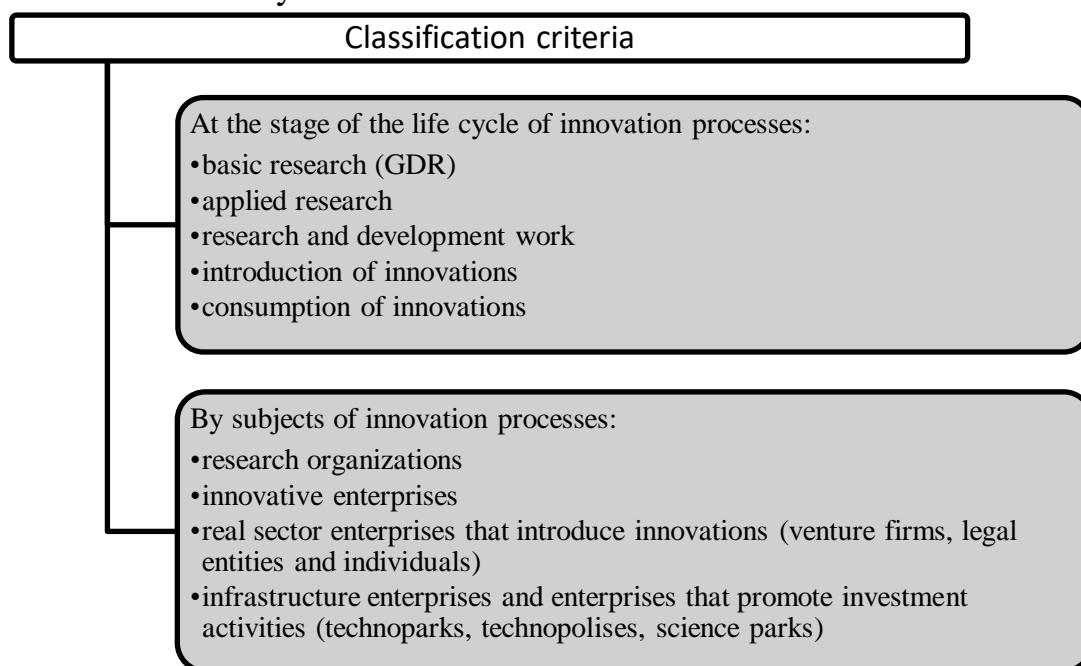 Classification criteria
At the stage of the life cycle of innovation processes:
•basic research (GDR)
•applied research
•research and development work
•introduction of innovations
•consumption of innovations
By subjects of innovation processes:
•research organizations
•innovative enterprises
•real sector enterprises that introduce innovations (venture firms, legal
entities and individuals)
•infrastructure enterprises and enterprises that promote investment
activities (technoparks, technopolises, science parks)